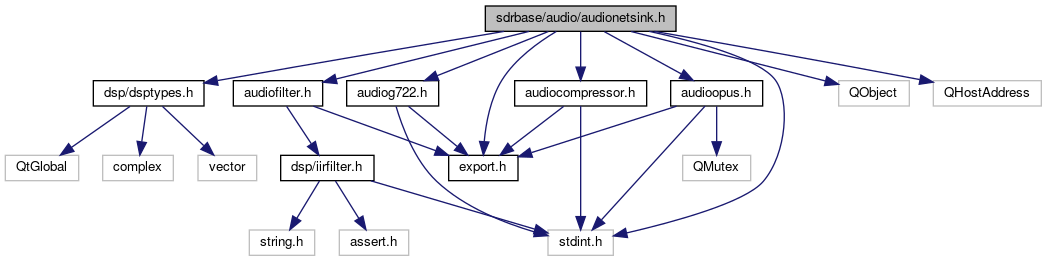 sdrbase/audio/audionetsink.h
dsp/dsptypes.h
audiofilter.h
audiog722.h
audiocompressor.h
audioopus.h
QObject
QHostAddress
QtGlobal
complex
vector
dsp/iirfilter.h
export.h
QMutex
string.h
assert.h
stdint.h